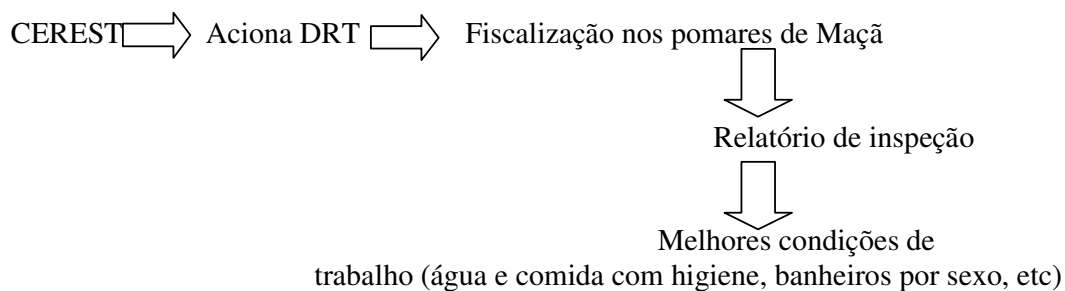 CEREST Aciona DRT Fiscalização nos pomares de Maçã
Relatório de inspeção
Melhores condições de
trabalho (água e comida com higiene, banheiros por sexo, etc)